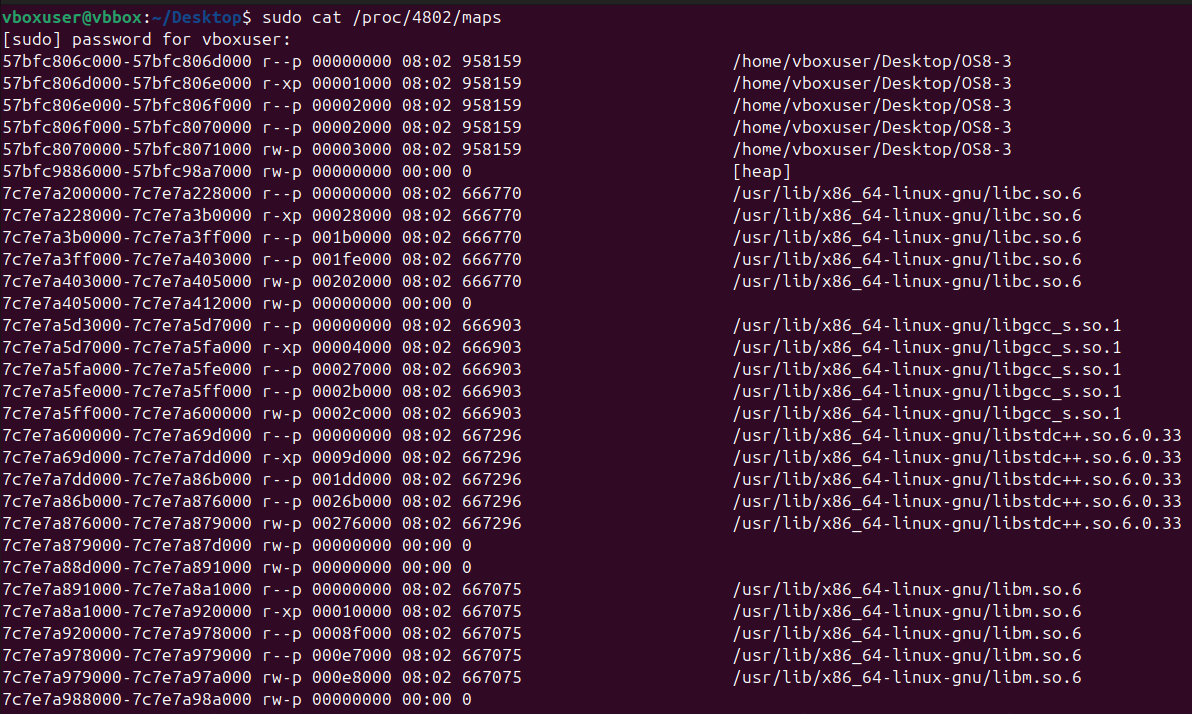 vboxuser@vbbox:~/Desktop$ sudo cat /proc/4802/maps
[sudo] password for vboxuser:
57bfc806c000-57bfc806d000 r--p 00000000 08:02 958159 /home/vboxuser/Desktop/OS8-3
57bfc806d000-57bfc806e000 r-xp 00001000 08:02 958159 /home/vboxuser/Desktop/OS8-3
57bfc806e000-57bfc806f000 r--p 00002000 08:02 958159 /home/vboxuser/Desktop/OS8-3
57bfc806f000-57bfc8070000 r--p 00002000 08:02 958159 /home/vboxuser/Desktop/OS8-3
57bfc8070000-57bfc8071000 rw-p 00003000 08:02 958159 /home/vboxuser/Desktop/OS8-3
57bfc9886000-57bfc98a7000 rw-p 00000000 00:00 0 [heap]
7c7e7a200000-7c7e7a228000 r--p 00000000 08:02 666770 /usr/lib/x86_64-linux-gnu/libc.so.6
7c7e7a228000-7c7e7a3b0000 r-xp 00028000 08:02 666770 /usr/lib/x86_64-linux-gnu/libc.so.6
7c7e7a3b0000-7c7e7a3ff000 r--p 001b0000 08:02 666770 /usr/lib/x86_64-linux-gnu/libc.so.6
7c7e7a3ff000-7c7e7a403000 r--p 001fe000 08:02 666770 /usr/lib/x86_64-linux-gnu/libc.so.6
7c7e7a403000-7c7e7a405000 rw-p 00202000 08:02 666770 /usr/lib/x86_64-linux-gnu/libc.so.6
7c7e7a405000-7c7e7a412000 rw-p 00000000 00:00 0
7c7e7a5d3000-7c7e7a5d7000 r--p 00000000 08:02 666903 /usr/lib/x86_64-linux-gnu/libgcc_s.so.1
7c7e7a5d7000-7c7e7a5fa000 r-xp 00004000 08:02 666903 /usr/lib/x86_64-linux-gnu/libgcc_s.so.1
7c7e7a5fa000-7c7e7a5fe000 r--p 00027000 08:02 666903 /usr/lib/x86_64-linux-gnu/libgcc_s.so.1
7c7e7a5fe000-7c7e7a5ff000 r--p 0002b000 08:02 666903 /usr/lib/x86_64-linux-gnu/libgcc_s.so.1
7c7e7a5ff000-7c7e7a600000 rw-p 0002c000 08:02 666903 /usr/lib/x86_64-linux-gnu/libgcc_s.so.1
7c7e7a600000-7c7e7a69d000 r--p 00000000 08:02 667296 /usr/lib/x86_64-linux-gnu/libstdc++.so.6.0.33
7c7e7a69d000-7c7e7a7dd000 r-xp 0009d000 08:02 667296 /usr/lib/x86_64-linux-gnu/libstdc++.so.6.0.33
7c7e7a7dd000-7c7e7a86b000 r--p 001dd000 08:02 667296 /usr/lib/x86_64-linux-gnu/libstdc++.so.6.0.33
7c7e7a86b000-7c7e7a876000 r--p 0026b000 08:02 667296 /usr/lib/x86_64-linux-gnu/libstdc++.so.6.0.33
7c7e7a876000-7c7e7a879000 rw-p 00276000 08:02 667296 /usr/lib/x86_64-linux-gnu/libstdc++.so.6.0.33
7c7e7a879000-7c7e7a87d000 rw-p 00000000 00:00 0
7c7e7a88d000-7c7e7a891000 rw-p 00000000 00:00 0
7c7e7a891000-7c7e7a8a1000 r--p 00000000 08:02 667075 /usr/lib/x86_64-linux-gnu/libm.so.6
7c7e7a8a1000-7c7e7a920000 r-xp 00010000 08:02 667075 /usr/lib/x86_64-linux-gnu/libm.so.6
7c7e7a920000-7c7e7a978000 r--p 0008f000 08:02 667075 /usr/lib/x86_64-linux-gnu/libm.so.6
7c7e7a978000-7c7e7a979000 r--p 000e7000 08:02 667075 /usr/lib/x86_64-linux-gnu/libm.so.6
7c7e7a979000-7c7e7a97a000 rw-p 000e8000 08:02 667075 /usr/lib/x86_64-linux-gnu/libm.so.6
7c7e7a988000-7c7e7a98a000 rw-p 00000000 00:00 0